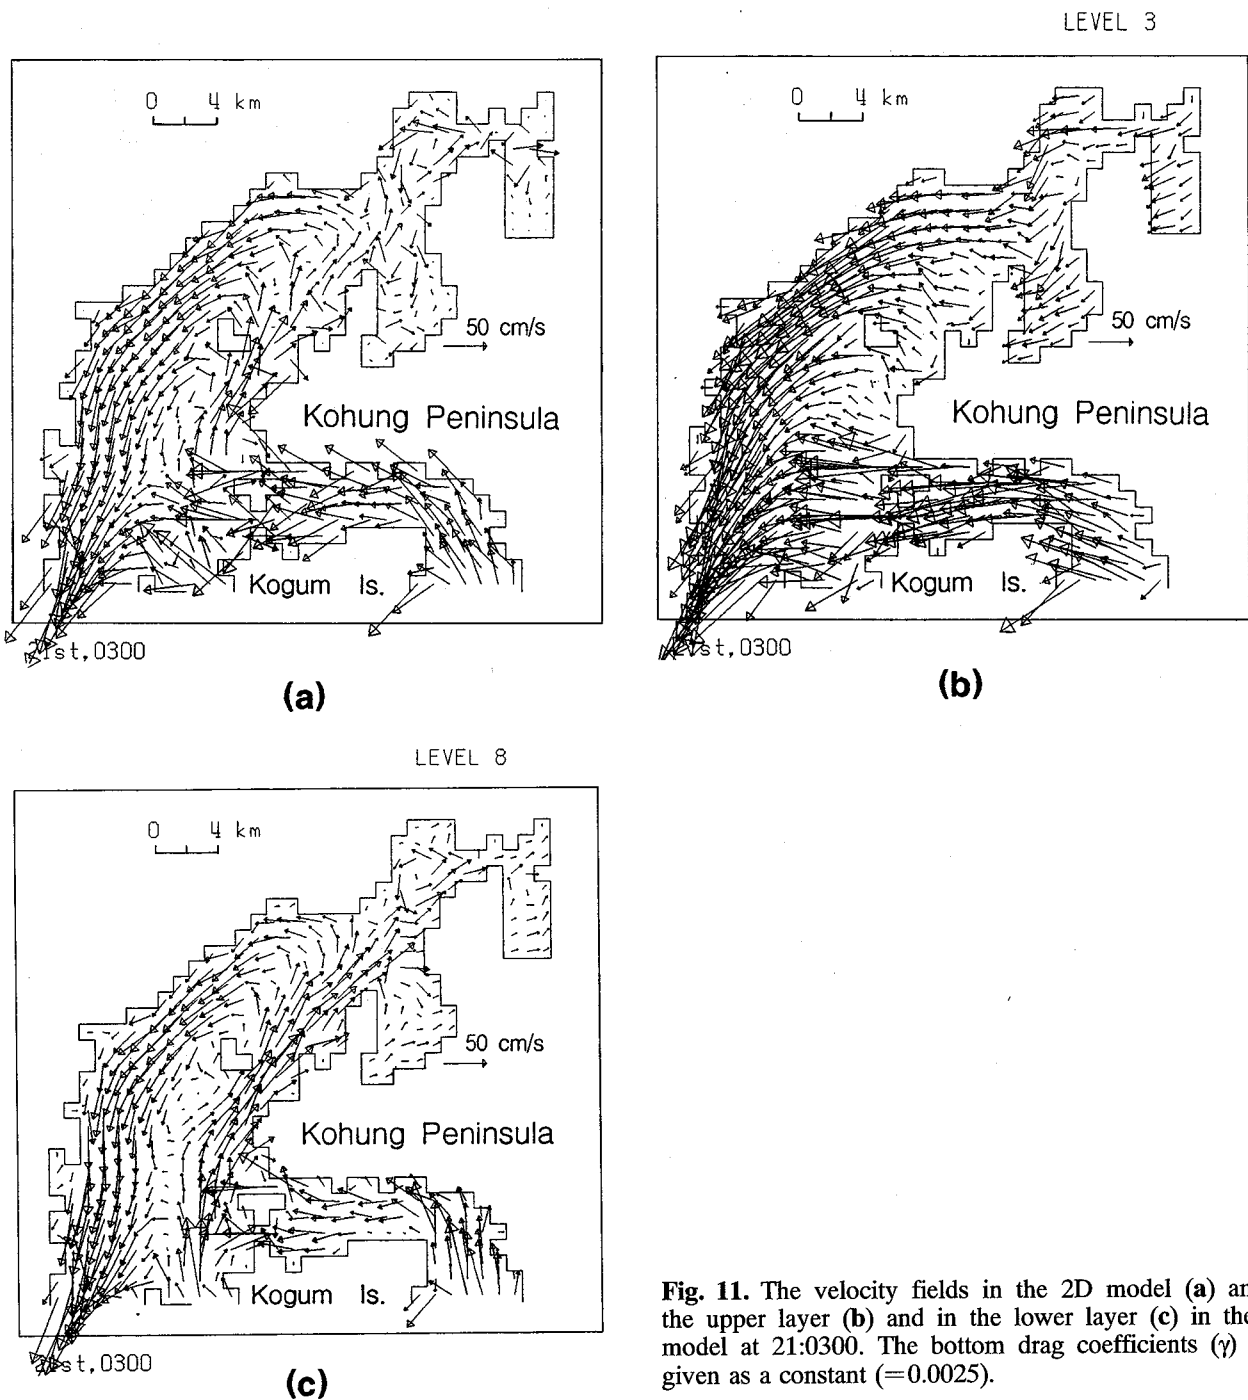 LEVEL 3
0 4 km
50 cm/s
Kohung Peninsula
Kogum Is.
21st,0300
(a)
0 4 km
50 cm/s
Kohung Peninsula
Kogum Is.
21st,0300
(b)
LEVEL 8
0 4 km
50 cm/s
Kohung Peninsula
Kogum Is.
21st,0300
(c)
Fig. 11. The velocity fields in the 2D model (a) an
the upper layer (b) and in the lower layer (c) in the
model at 21:0300. The bottom drag coefficients (γ)
given as a constant (=0.0025).